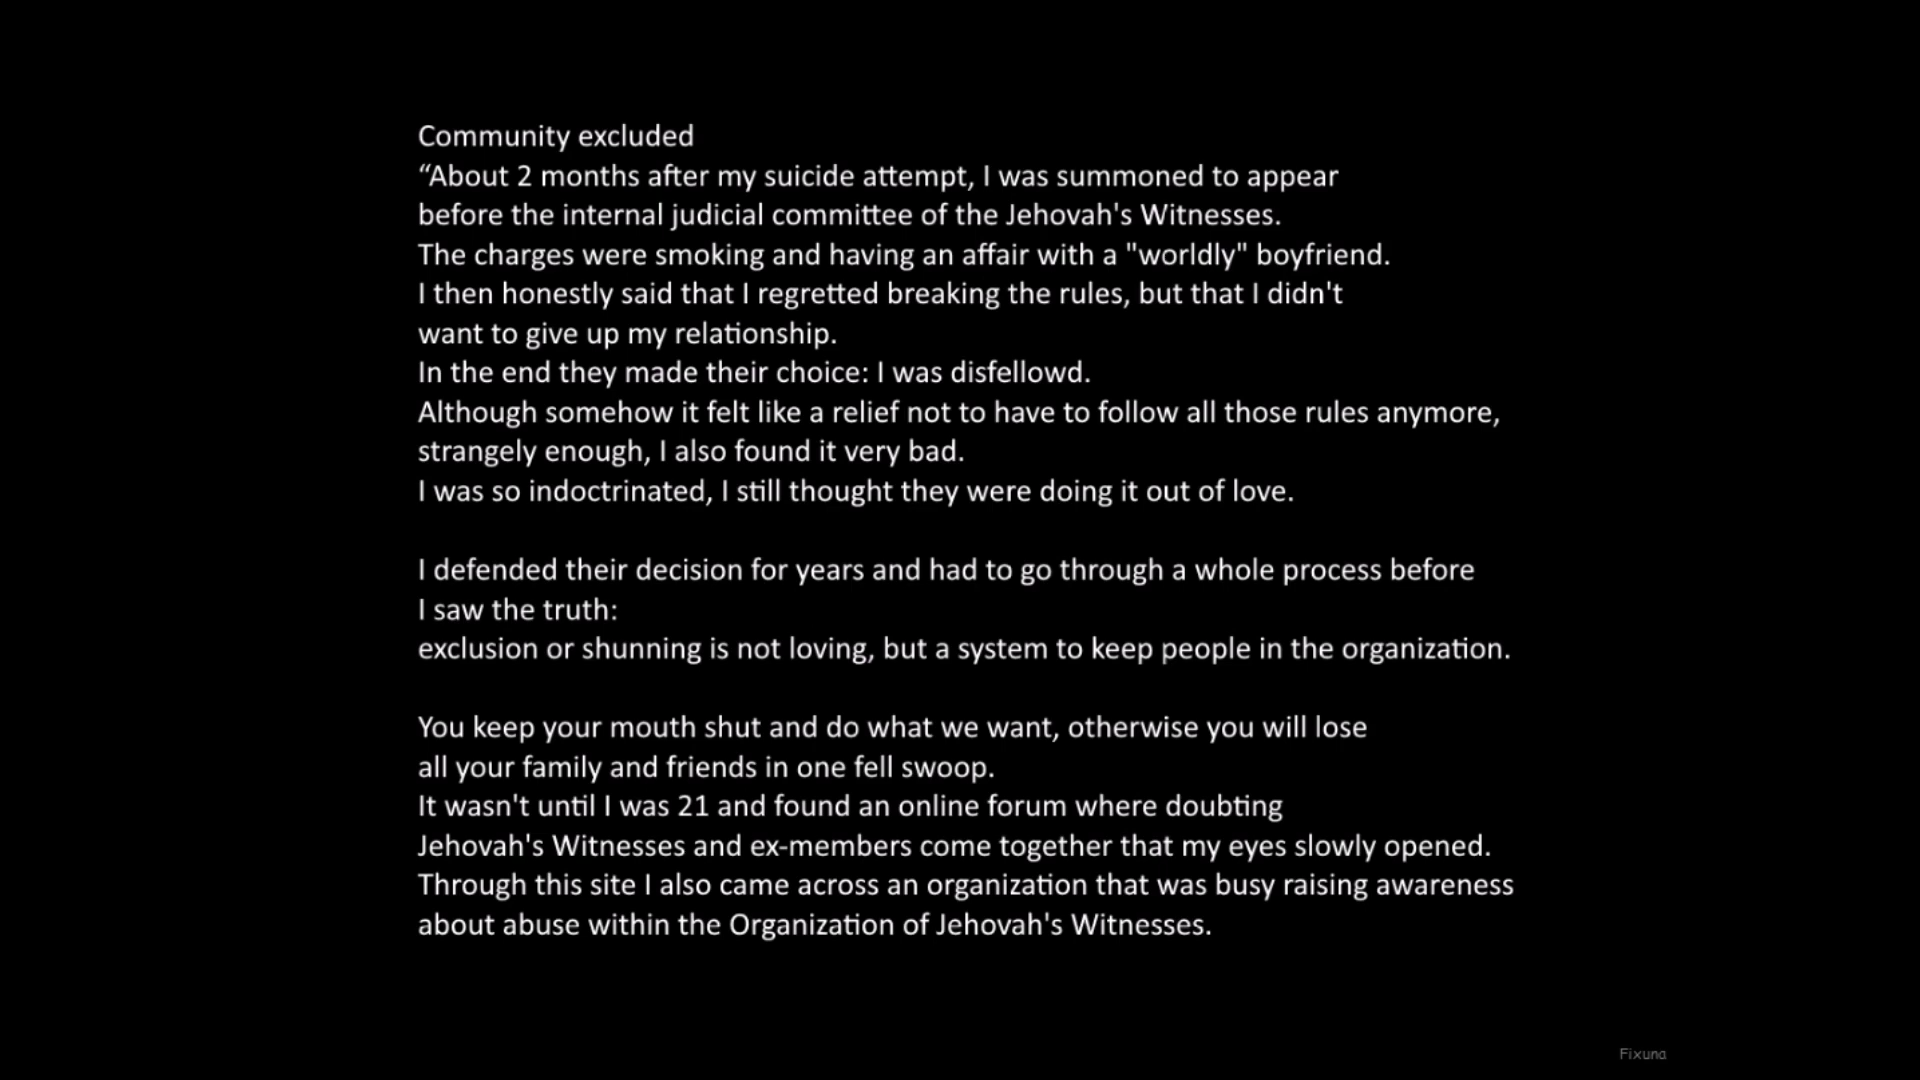 Community excluded
“About 2 months after my suicide attempt, I was summoned to appear
before the internal judicial committee of the Jehovah's Witnesses.
The charges were smoking and having an affair with a "worldly" boyfriend.
I then honestly said that I regretted breaking the rules, but that I didn't
want to give up my relationship.
In the end they made their choice: I was disfellowd.
Although somehow it felt like a relief not to have to follow all those rules anymore,
strangely enough, I also found it very bad.
I was so indoctrinated, I still thought they were doing it out of love.
I defended their decision for years and had to go through a whole process before
I saw the truth:
exclusion or shunning is not loving, but a system to keep people in the organization.
You keep your mouth shut and do what we want, otherwise you will lose
all your family and friends in one fell swoop.
It wasn't until I was 21 and found an online forum where doubting
Jehovah's Witnesses and ex-members come together that my eyes slowly opened.
Through this site I also came across an organization that was busy raising awareness
about abuse within the Organization of Jehovah's Witnesses.
Fixuna